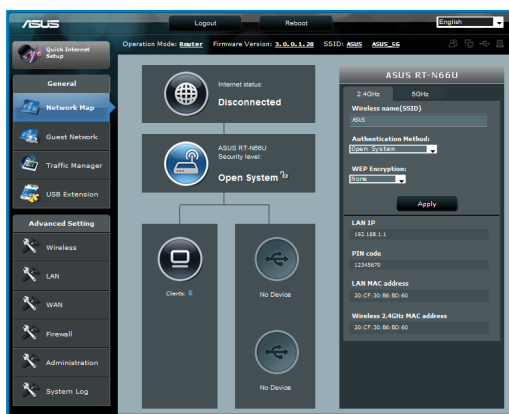 ASUS
Logout
Reboot
English
Quick Internet
Setup
Operation Mode: Router Firmware Version: 3.0.0.1.28 SSID: ASUS ASUS_5G
General
Network Map
Guest Network
Traffic Manager
USB Extension
Advanced Setting
Wireless
LAN
WAN
Firewall
Administration
System Log
Internet status:
Disconnected
ASUS RT-N66U
Security level:
Open System
Clients: 6
No Device
No Device
ASUS RT-N66U
2.4GHz
5GHz
Wireless name(SSID)
ASUS
Authentication Method:
Open System
WEP Encryption:
None
Apply
LAN IP
192.168.1.1
PIN code
12345670
LAN MAC address
20:CF:30:B6:BD:60
Wireless 2.4GHz MAC address
20:CF:30:B6:BD:60